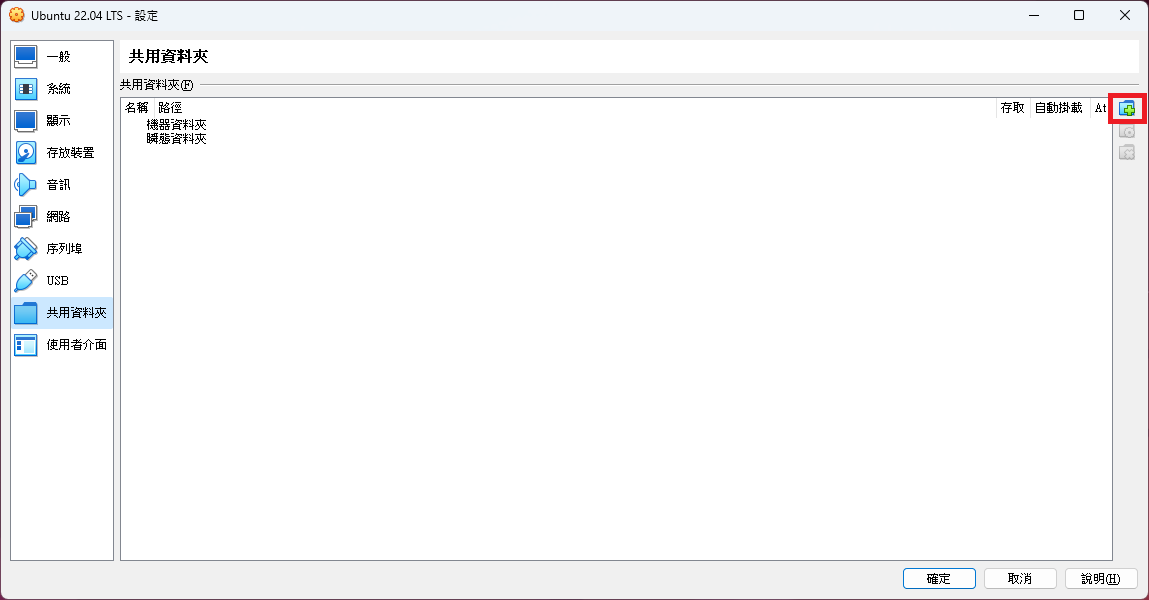 Ubuntu 22.04 LTS - 設定
一般
系統
顯示
存放裝置
音訊
網路
序列埠
USB
共用資料夾
使用者介面
共用資料夾
共用資料夾(F)
名稱 路徑 存取 自動掛載 At
機器資料夾
瞬態資料夾
確定 取消 說明(H)